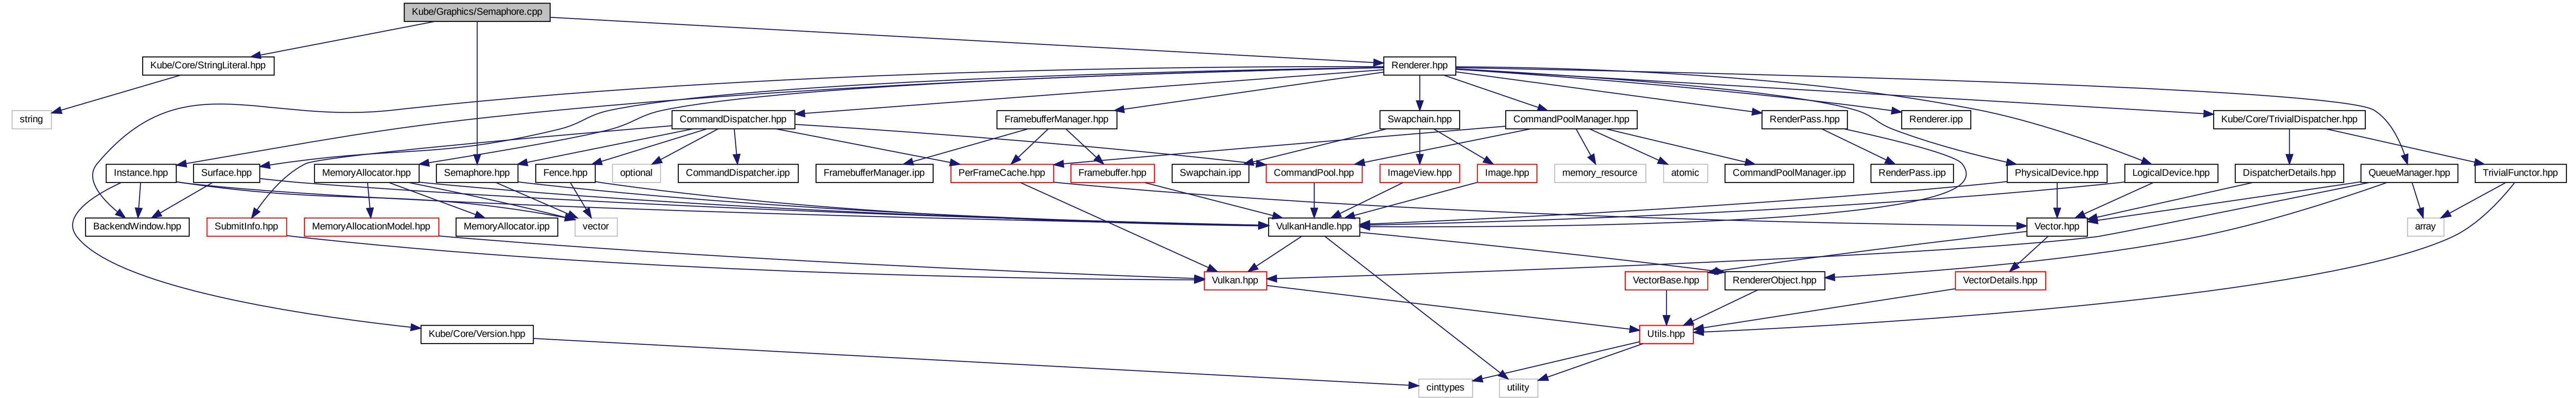 Kube/Graphics/Semaphore.cpp
Kube/Core/StringLiteral.hpp
Renderer.hpp
string
CommandDispatcher.hpp
FramebufferManager.hpp
Swapchain.hpp
CommandPoolManager.hpp
RenderPass.hpp
Renderer.ipp
Kube/Core/TrivialDispatcher.hpp
Instance.hpp
Surface.hpp
MemoryAllocator.hpp
Semaphore.hpp
Fence.hpp
optional
CommandDispatcher.ipp
FramebufferManager.ipp
PerFrameCache.hpp
Framebuffer.hpp
Swapchain.ipp
CommandPool.hpp
ImageView.hpp
Image.hpp
memory_resource
atomic
CommandPoolManager.ipp
RenderPass.ipp
PhysicalDevice.hpp
LogicalDevice.hpp
DispatcherDetails.hpp
QueueManager.hpp
TrivialFunctor.hpp
BackendWindow.hpp
SubmitInfo.hpp
MemoryAllocationModel.hpp
MemoryAllocator.ipp
vector
VulkanHandle.hpp
Vector.hpp
array
Vulkan.hpp
VectorBase.hpp
RendererObject.hpp
VectorDetails.hpp
Kube/Core/Version.hpp
Utils.hpp
cinttypes
utility